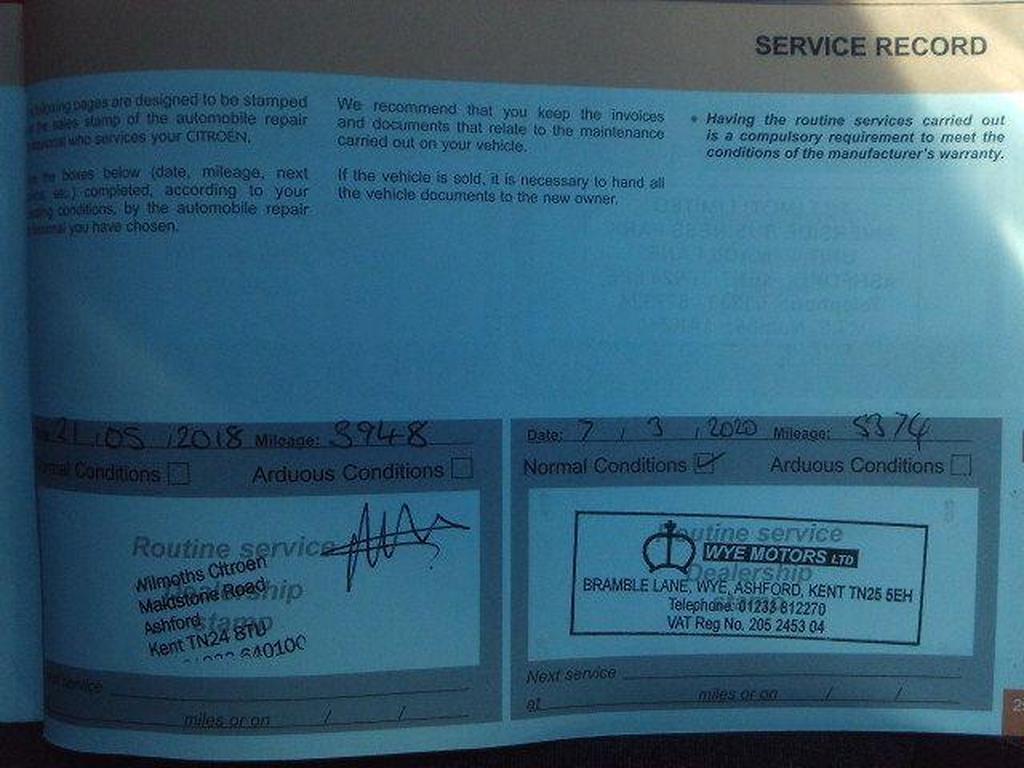 SERVICE RECORD
pages are designed to be stamped
sales stamp of the automobile repair
who services your CITROËN.
boxes below (date, mileage, next
etc.) completed, according to your
conditions, by the automobile repair
you have chosen.
We recommend that you keep the invoices
and documents that relate to the maintenance
carried out on your vehicle.
If the vehicle is sold, it is necessary to hand all
the vehicle documents to the new owner.
• Having the routine services carried out
is a compulsory requirement to meet the
conditions of the manufacturer's warranty.
21 / 05 / 2018 Mileage: 3948
Conditions Arduous Conditions
Routine service
Dealership
stamp
Wilmoths Citroen
Maidstone Road
Ashford
Kent TN24 8TU
640100
service
miles or on / /
Date: 7 / 3 / 2020 Mileage: 5374
Normal Conditions Arduous Conditions
Routine service
Dealership
stamp
WYE MOTORS LTD
BRAMBLE LANE, WYE, ASHFORD, KENT TN25 5EH
Telephone: 01233 812270
VAT Reg No. 205 2453 04
Next service
at miles or on / /